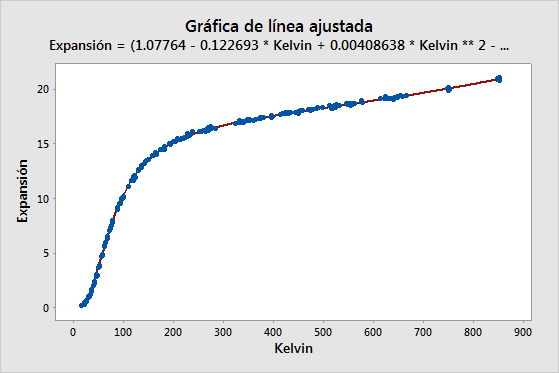 Gráfica de línea ajustada
Expansión = (1.07764 - 0.122693 * Kelvin + 0.00408638 * Kelvin ** 2 - ...
20
15
10
5
0
Expansión
0 100 200 300 400 500 600 700 800 900
Kelvin